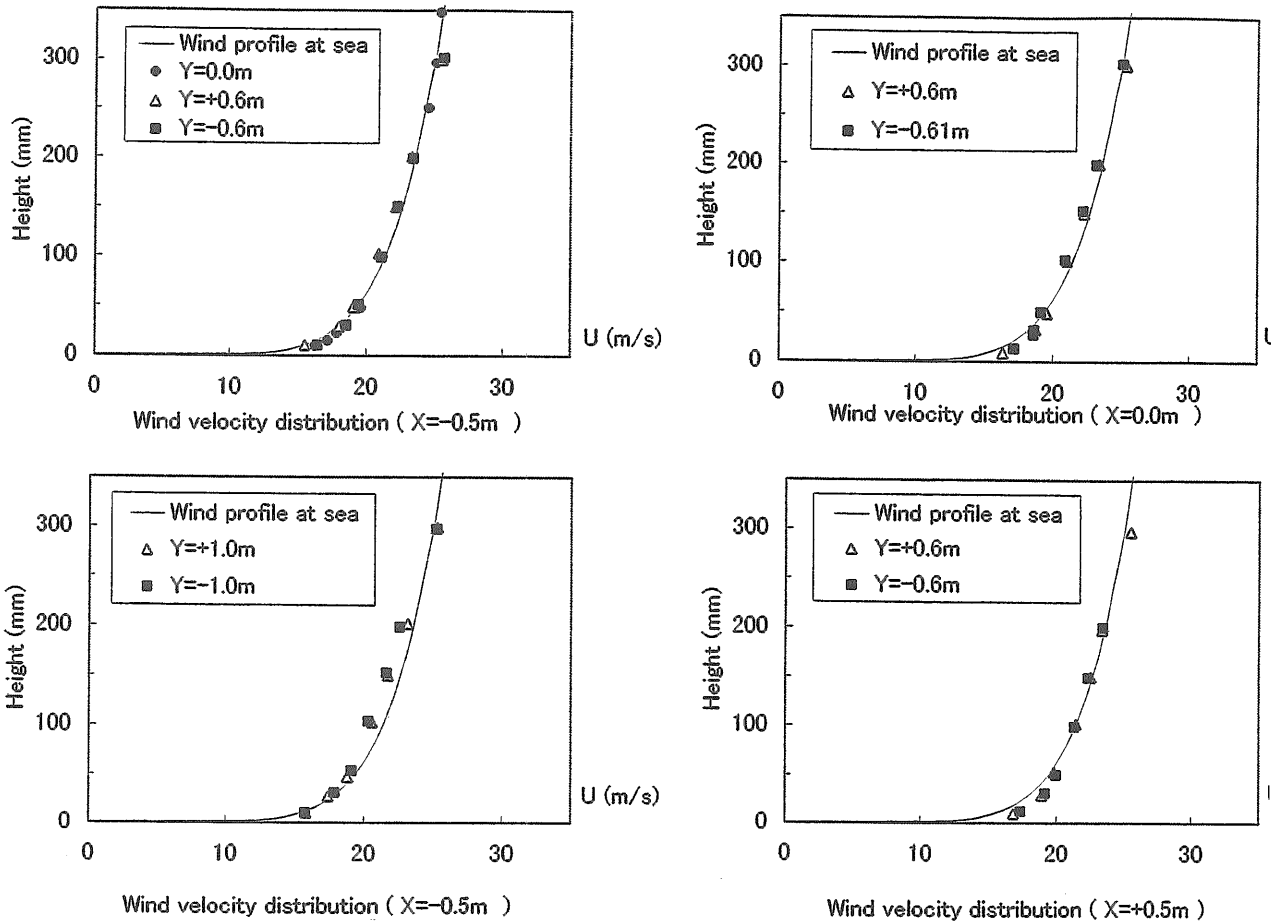 Wind profile at sea
Y=0.0m
Y=+0.6m
Y=-0.6m
300
200
100
0
Height (mm)
U (m/s)
0 10 20 30
Wind velocity distribution ( X=-0.5m )
Wind profile at sea
Y=+0.6m
Y=-0.61m
300
200
100
0
Height (mm)
U
0 10 20 30
Wind velocity distribution ( X=0.0m )
Wind profile at sea
Y=+1.0m
Y=-1.0m
300
200
100
0
Height (mm)
U (m/s)
0 10 20 30
Wind velocity distribution ( X=-0.5m )
Wind profile at sea
Y=+0.6m
Y=-0.6m
300
200
100
0
Height (mm)
0 10 20 30
Wind velocity distribution ( X=+0.5m )